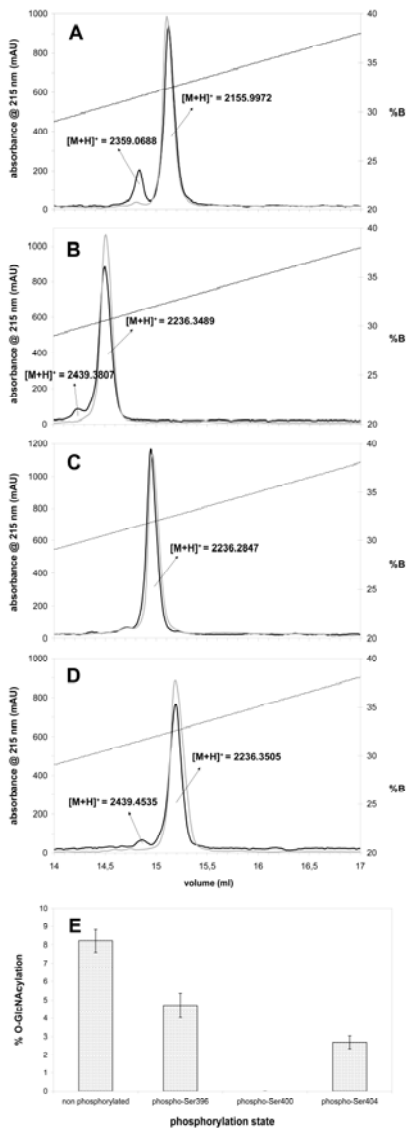 A
absorbance @ 215 nm (mAU)
1000
800
600
400
200
0
40
35
30
25
20
%B
[M+H]+ = 2359.0688
[M+H]+ = 2155.9972
B
absorbance @ 215 nm (mAU)
1000
800
600
400
200
0
40
35
30
25
20
%B
[M+H]+ = 2236.3489
[M+H]+ = 2439.3807
C
absorbance @ 215 nm (mAU)
1200
1000
800
600
400
200
0
40
35
30
25
20
%B
[M+H]+ = 2236.2847
D
absorbance @ 215 nm (mAU)
1000
800
600
400
200
0
40
35
30
25
20
%B
[M+H]+ = 2236.3505
[M+H]+ = 2439.4535
14 14,5 15 15,5 16 16,5 17
volume (ml)
E
% O-GlcNAcylation
10
9
8
7
6
5
4
3
2
1
0
non phosphorylated phospho-Ser396 phospho-Ser400 phospho-Ser404
phosphorylation state